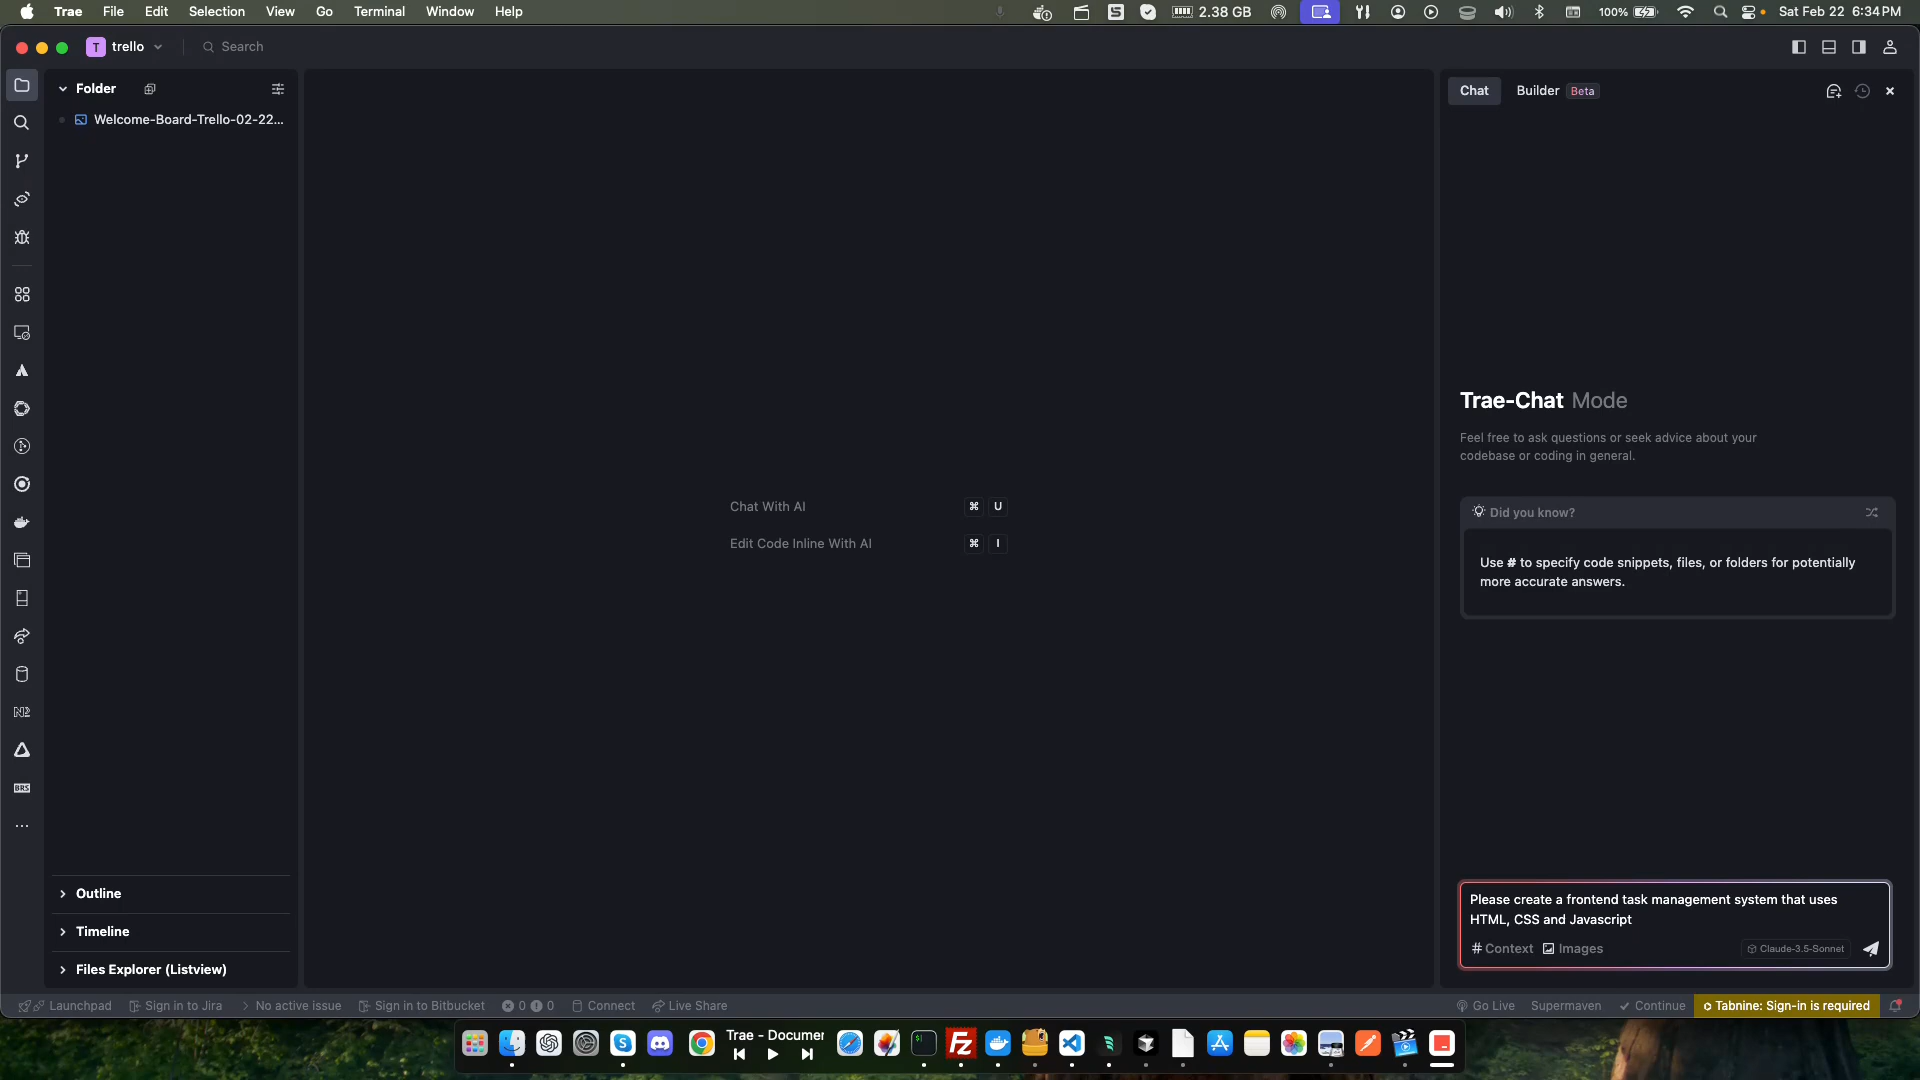 Trae File Edit Selection View Go Terminal Window Help
2.38 GB 100% Sat Feb 22 6:34 PM
T trello Search
Folder
Welcome-Board-Trello-02-22...
Chat Builder Beta
Trae-Chat Mode
Feel free to ask questions or seek advice about your
codebase or coding in general.
Chat With AI ⌘ U
Edit Code Inline With AI ⌘ I
Did you know?
Use # to specify code snippets, files, or folders for potentially
more accurate answers.
BRS
Outline
Timeline
Files Explorer (Listview)
Please create a frontend task management system that uses
HTML, CSS and Javascript
# Context Images Claude-3.5-Sonnet
Launchpad Sign in to Jira No active issue Sign in to Bitbucket 0 0 Connect Live Share
Go Live Supermaven Continue Tabnine: Sign-in is required
Trae - Documer
Fz